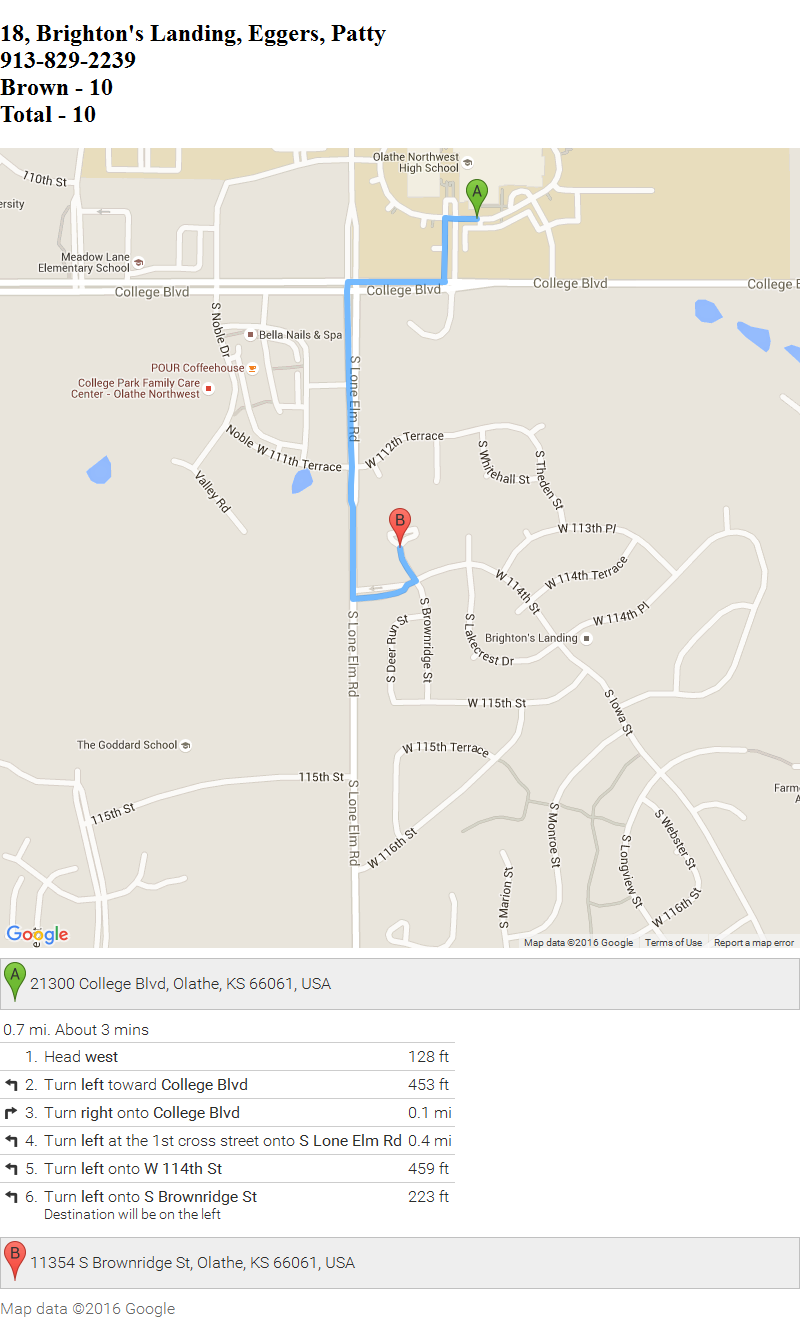 18, Brighton's Landing, Eggers, Patty
913-829-2239
Brown - 10
Total - 10
Olathe Northwest
High School
110th St
ersity
A
Meadow Lane
Elementary School
College Blvd
College Blvd
College Blvd
College B
S Noble Dr
Bella Nails & Spa
POUR Coffeehouse
College Park Family Care
Center - Olathe Northwest
S Lone Elm Rd
Noble
W 111th Terrace
W 112th Terrace
S Whitehall St
S Theden St
Valley Rd
B
W 113th Pl
W 114th Terrace
W 114th St
W 114th Pl
S Brownridge St
S Deer Run St
S Lakecrest Dr
Brighton's Landing
S Lone Elm Rd
W 115th St
S Iowa St
The Goddard School
W 115th Terrace
115th St
115th St
S Lone Elm Rd
W 116th St
Farm
A
S Monroe St
S Webster St
S Longview St
S Marion St
W 116th St
Google
Map data ©2016 Google
Terms of Use
Report a map error
A
21300 College Blvd, Olathe, KS 66061, USA
0.7 mi. About 3 mins
1. Head west 128 ft
2. Turn left toward College Blvd 453 ft
3. Turn right onto College Blvd 0.1 mi
4. Turn left at the 1st cross street onto S Lone Elm Rd 0.4 mi
5. Turn left onto W 114th St 459 ft
6. Turn left onto S Brownridge St 223 ft
Destination will be on the left
B
11354 S Brownridge St, Olathe, KS 66061, USA
Map data ©2016 Google